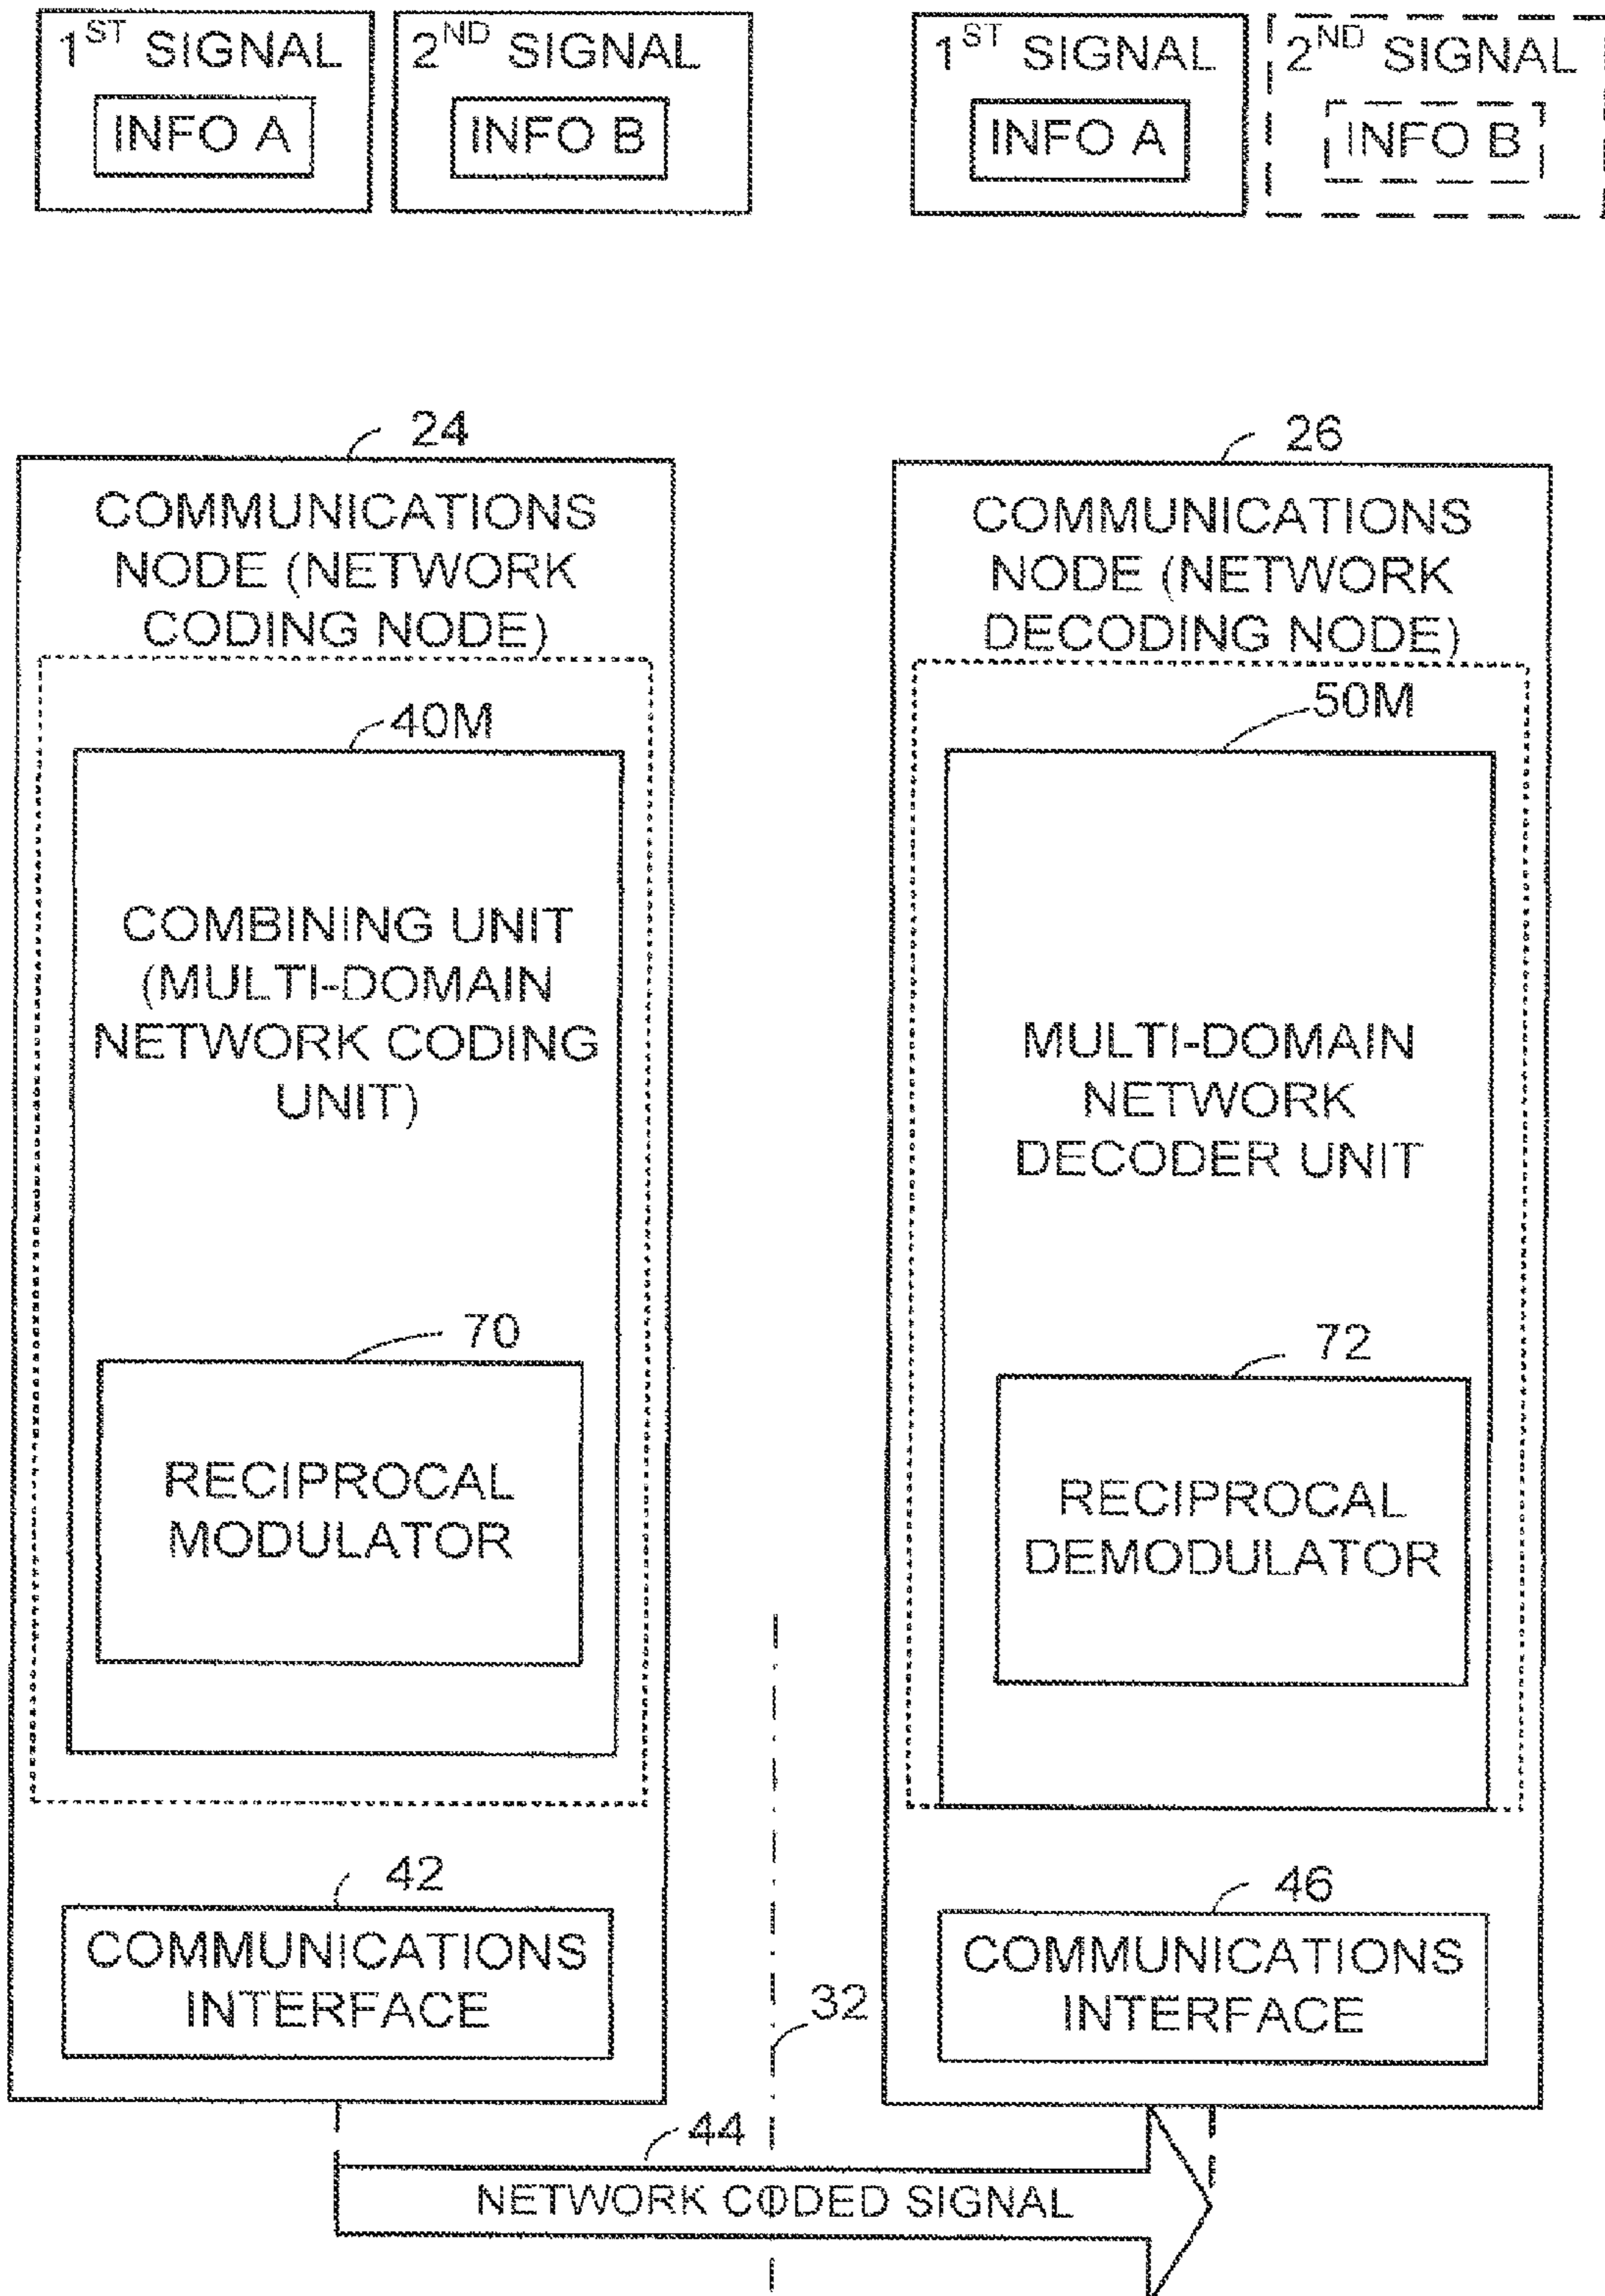 1ST SIGNAL
INFO A
2ND SIGNAL
INFO B
1ST SIGNAL
INFO A
2ND SIGNAL
INFO B
24
COMMUNICATIONS
NODE (NETWORK
CODING NODE)
40M
COMBINING UNIT
(MULTI-DOMAIN
NETWORK CODING
UNIT)
70
RECIPROCAL
MODULATOR
42
COMMUNICATIONS
INTERFACE
26
COMMUNICATIONS
NODE (NETWORK
DECODING NODE)
50M
MULTI-DOMAIN
NETWORK
DECODER UNIT
72
RECIPROCAL
DEMODULATOR
46
COMMUNICATIONS
INTERFACE
32
44
NETWORK CODED SIGNAL